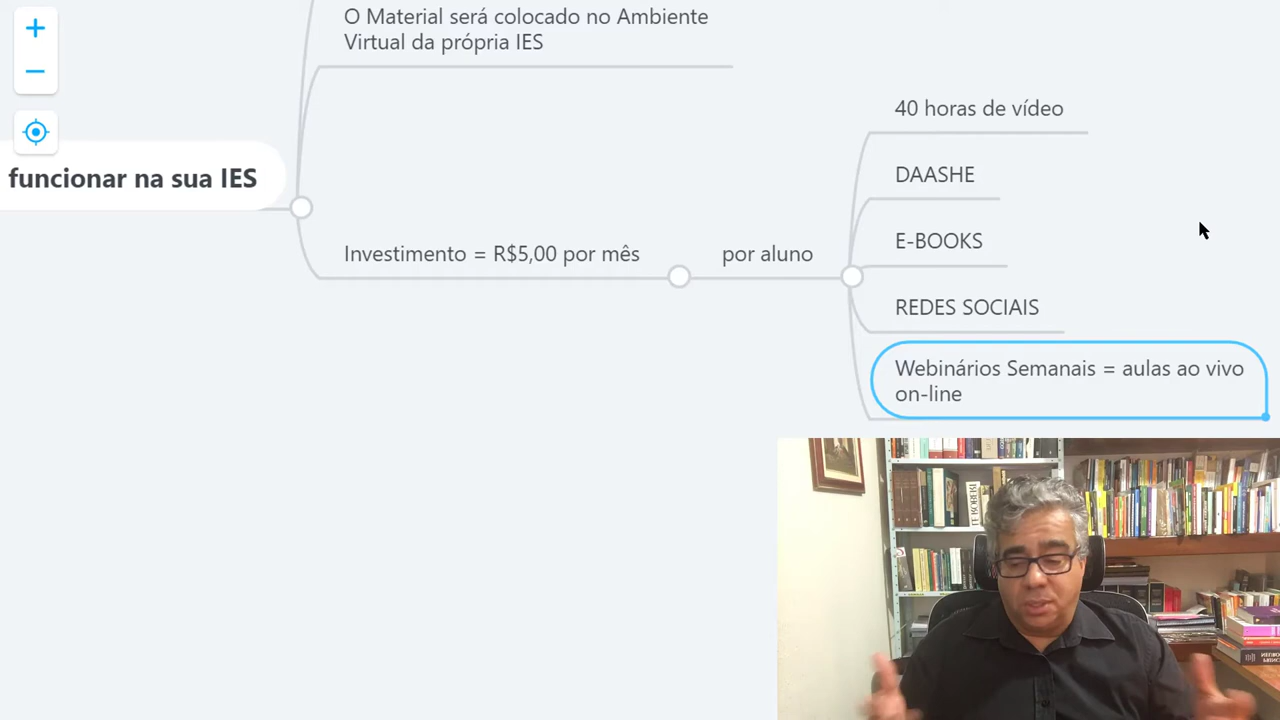 O Material será colocado no Ambiente
Virtual da própria IES
funcionar na sua IES
Investimento = R$5,00 por mês
por aluno
40 horas de vídeo
DAASHE
E-BOOKS
REDES SOCIAIS
Webinários Semanais = aulas ao vivo
on-line